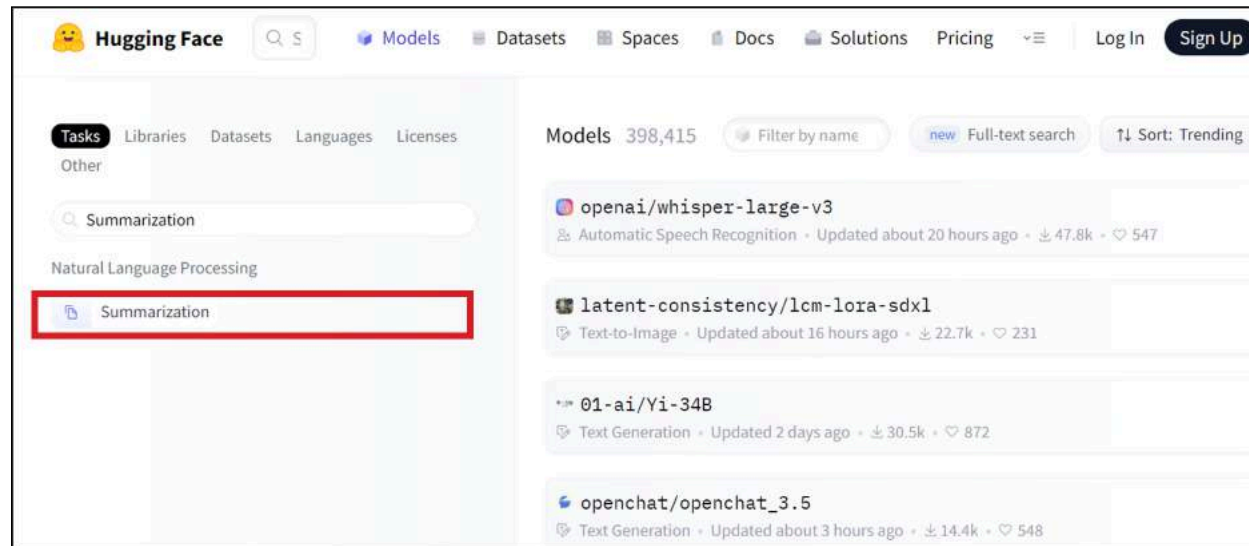 Hugging Face S Models Datasets Spaces Docs Solutions Pricing Log In Sign Up
Tasks Libraries Datasets Languages Licenses
Other
Summarization
Natural Language Processing
Summarization
Models 398,415 Filter by name new Full-text search ↑↓ Sort: Trending
openai/whisper-large-v3
Automatic Speech Recognition • Updated about 20 hours ago • 47.8k • 547
latent-consistency/lcm-lora-sdxl
Text-to-Image • Updated about 16 hours ago • 22.7k • 231
01-ai/Yi-34B
Text Generation • Updated 2 days ago • 30.5k • 872
openchat/openchat_3.5
Text Generation • Updated about 3 hours ago • 14.4k • 548